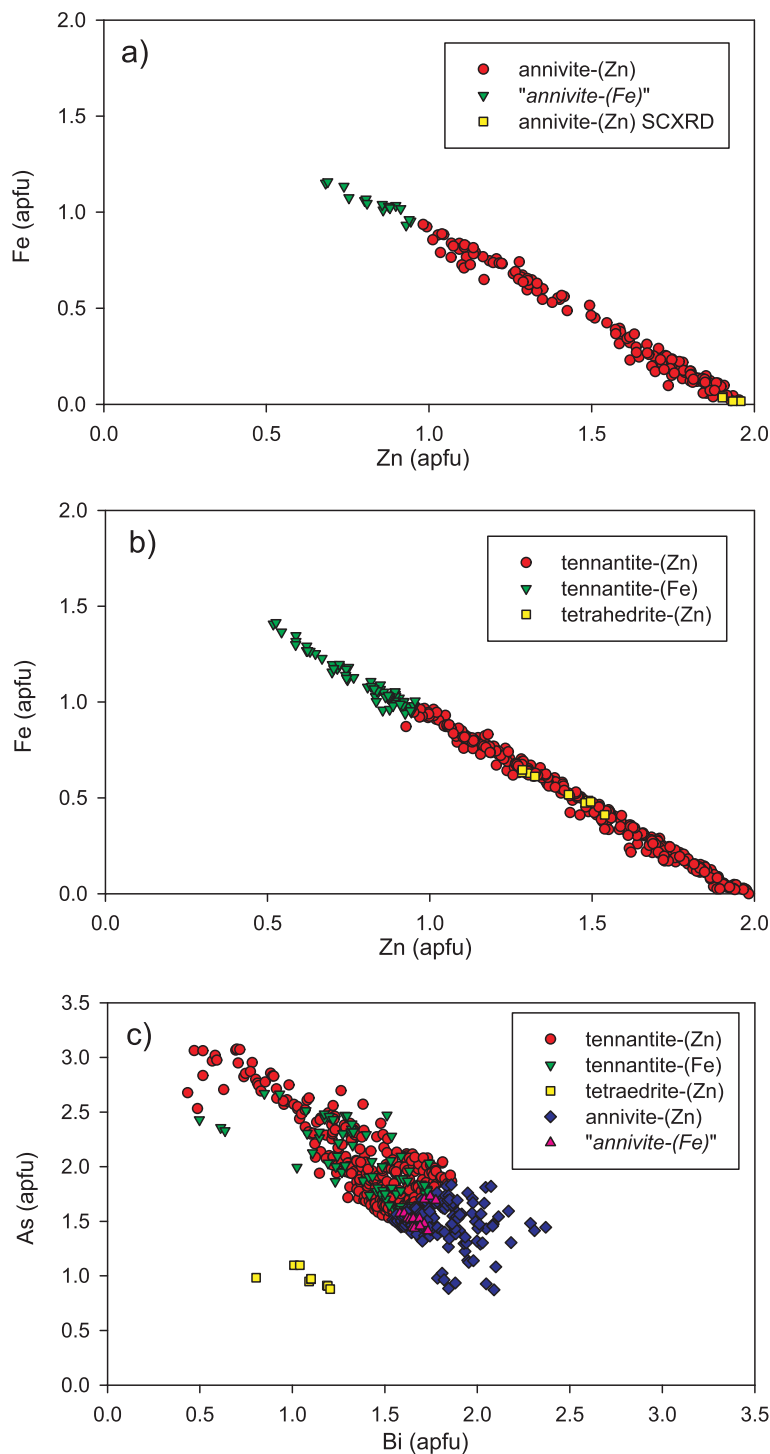 a)
annivite-(Zn)
"annivite-(Fe)"
annivite-(Zn) SCXRD
2.0
1.5
1.0
0.5
0.0
Fe (apfu)
0.0 0.5 1.0 1.5 2.0
Zn (apfu)
b)
tennantite-(Zn)
tennantite-(Fe)
tetrahedrite-(Zn)
2.0
1.5
1.0
0.5
0.0
Fe (apfu)
0.0 0.5 1.0 1.5 2.0
Zn (apfu)
c)
tennantite-(Zn)
tennantite-(Fe)
tetraedrite-(Zn)
annivite-(Zn)
"annivite-(Fe)"
3.5
3.0
2.5
2.0
1.5
1.0
0.5
0.0
As (apfu)
0.0 0.5 1.0 1.5 2.0 2.5 3.0 3.5
Bi (apfu)